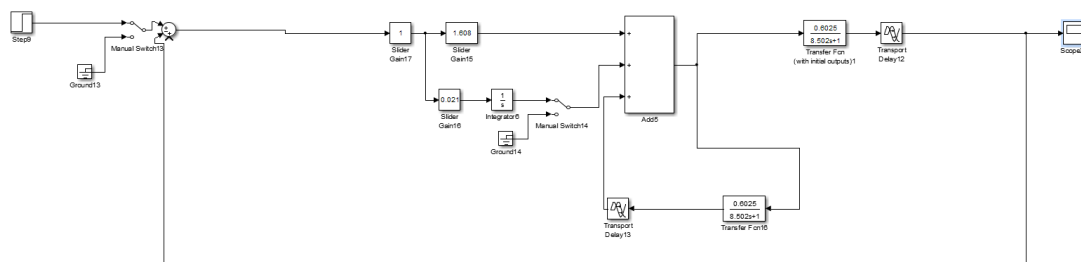 Step9
Manual Switch13
Ground13
+
-
1
Slider
Gain17
1.608
Slider
Gain15
0.021
Slider
Gain16
1
s
Integrator6
Manual Switch14
Ground14
+
+
+
Add5
0.6025
8.502s+1
Transfer Fcn
(with initial outputs)1
Transport
Delay12
0.6025
8.502s+1
Transfer Fcn16
Transport
Delay13